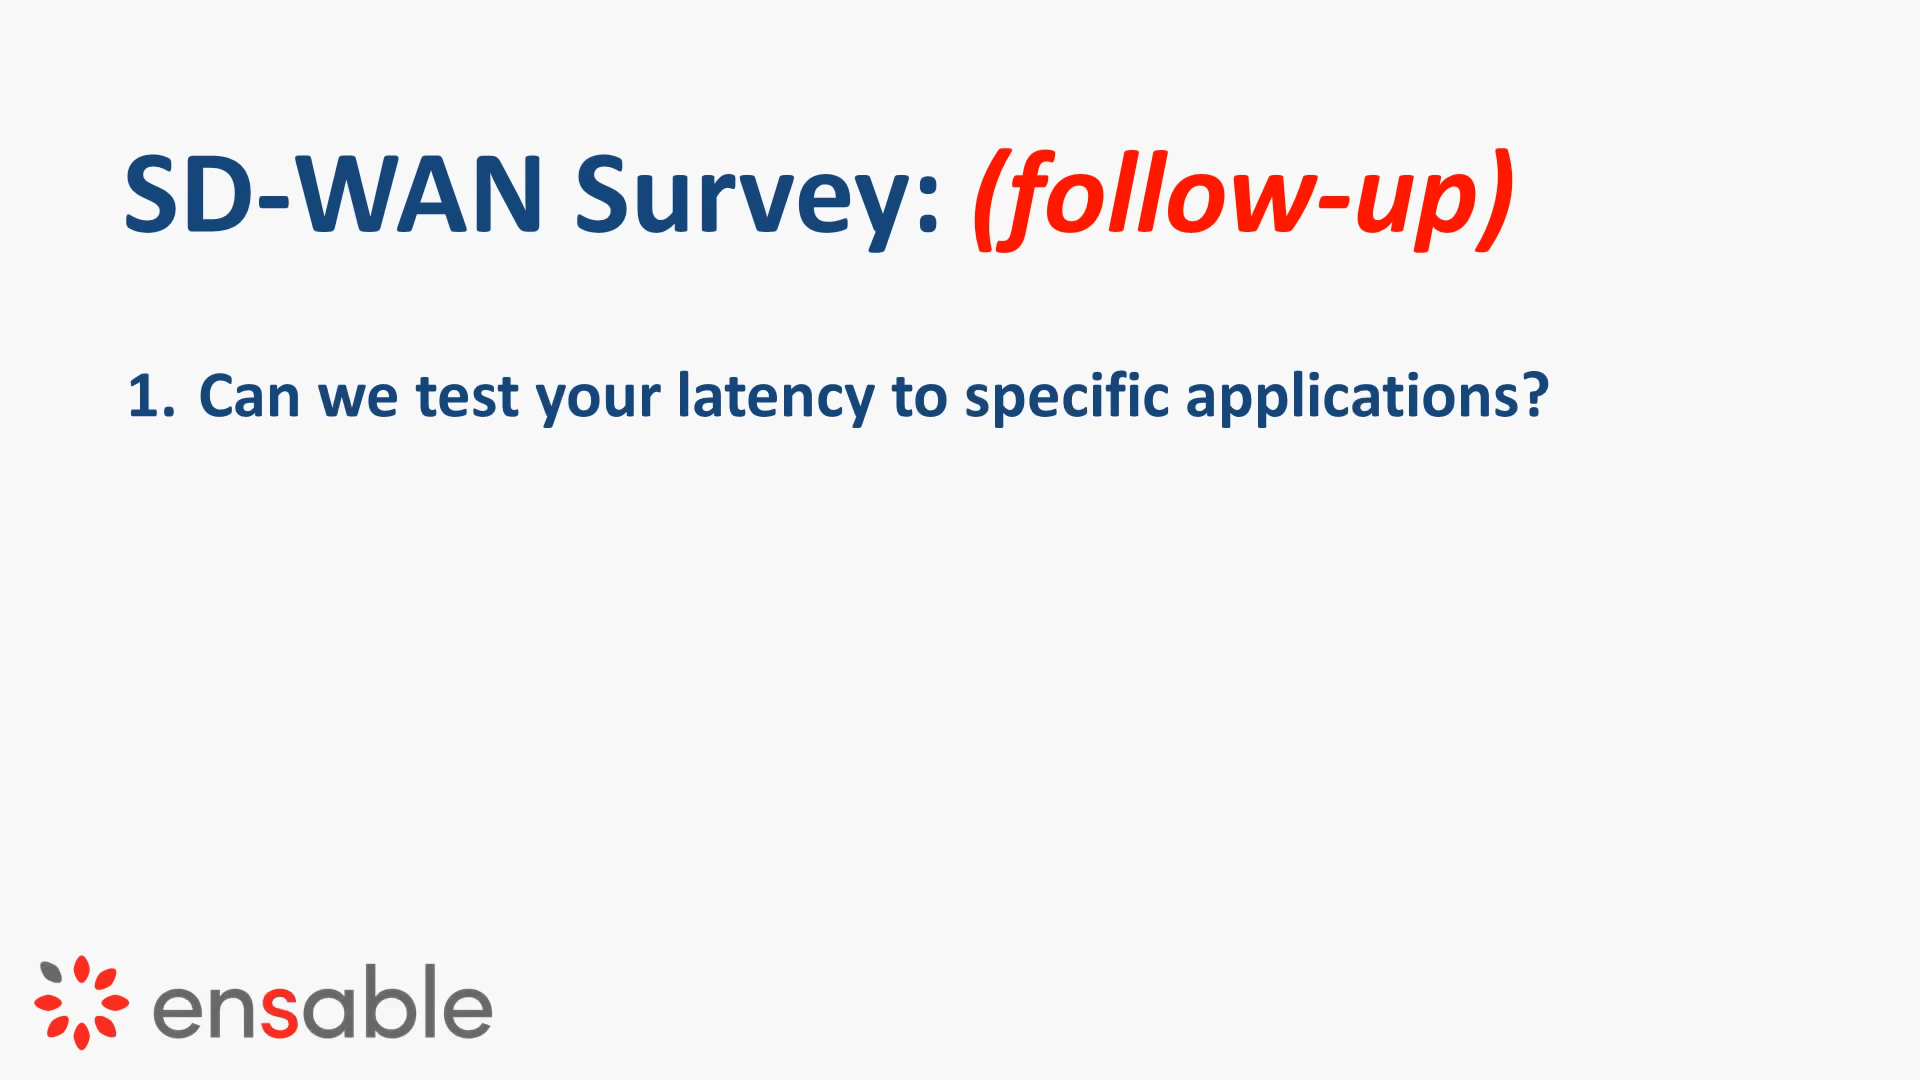 SD-WAN Survey: (follow-up)
1. Can we test your latency to specific applications?
ensable